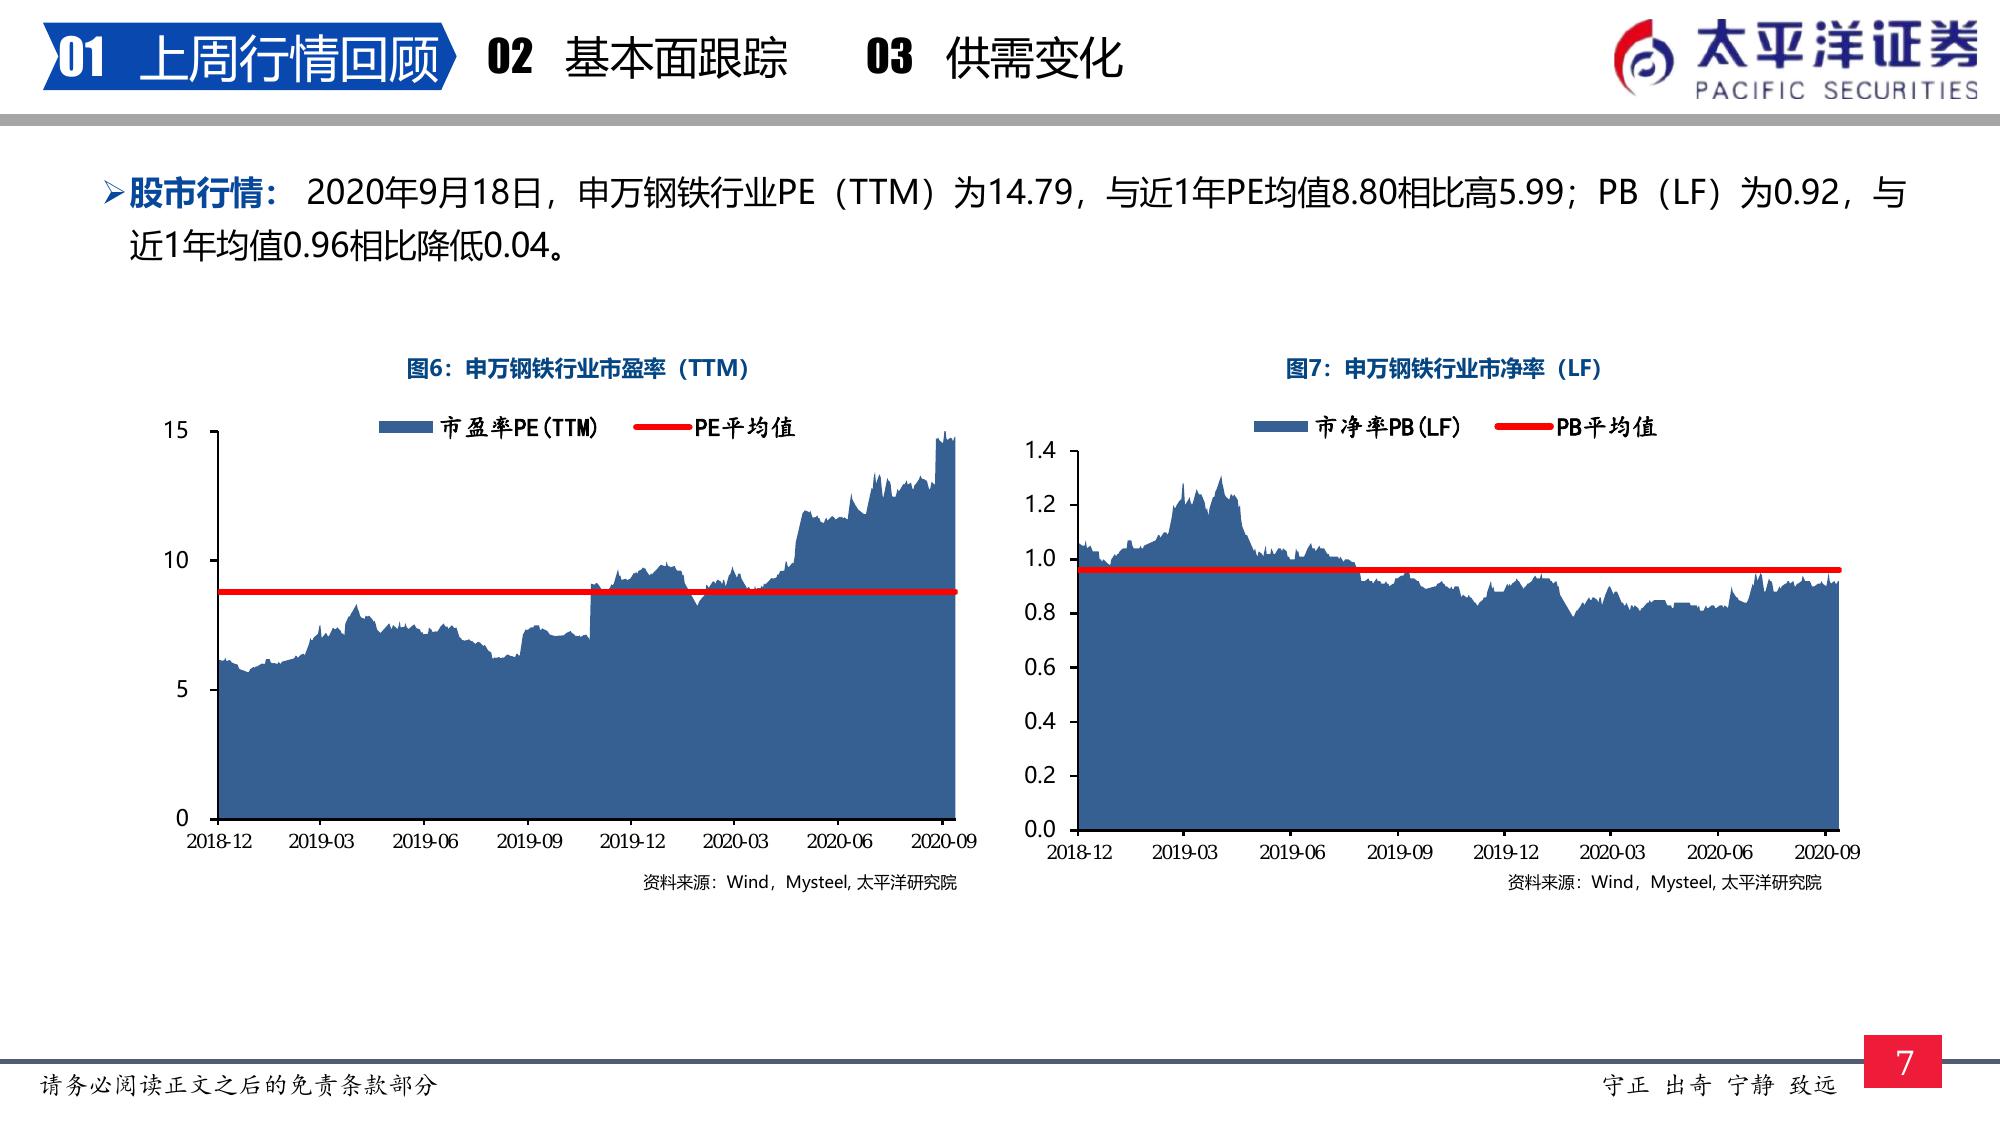 01 上周行情回顾 02 基本面跟踪 03 供需变化
太平洋证券
PACIFIC SECURITIES
➢股市行情： 2020年9月18日，申万钢铁行业PE（TTM）为14.79，与近1年PE均值8.80相比高5.99；PB（LF）为0.92，与
近1年均值0.96相比降低0.04。
图6：申万钢铁行业市盈率（TTM）
市盈率PE(TTM) PE平均值
15
10
5
0
2018-12 2019-03 2019-06 2019-09 2019-12 2020-03 2020-06 2020-09
资料来源：Wind，Mysteel, 太平洋研究院
图7：申万钢铁行业市净率（LF）
市净率PB(LF) PB平均值
1.4
1.2
1.0
0.8
0.6
0.4
0.2
0.0
2018-12 2019-03 2019-06 2019-09 2019-12 2020-03 2020-06 2020-09
资料来源：Wind，Mysteel, 太平洋研究院
请务必阅读正文之后的免责条款部分
守正 出奇 宁静 致远
7